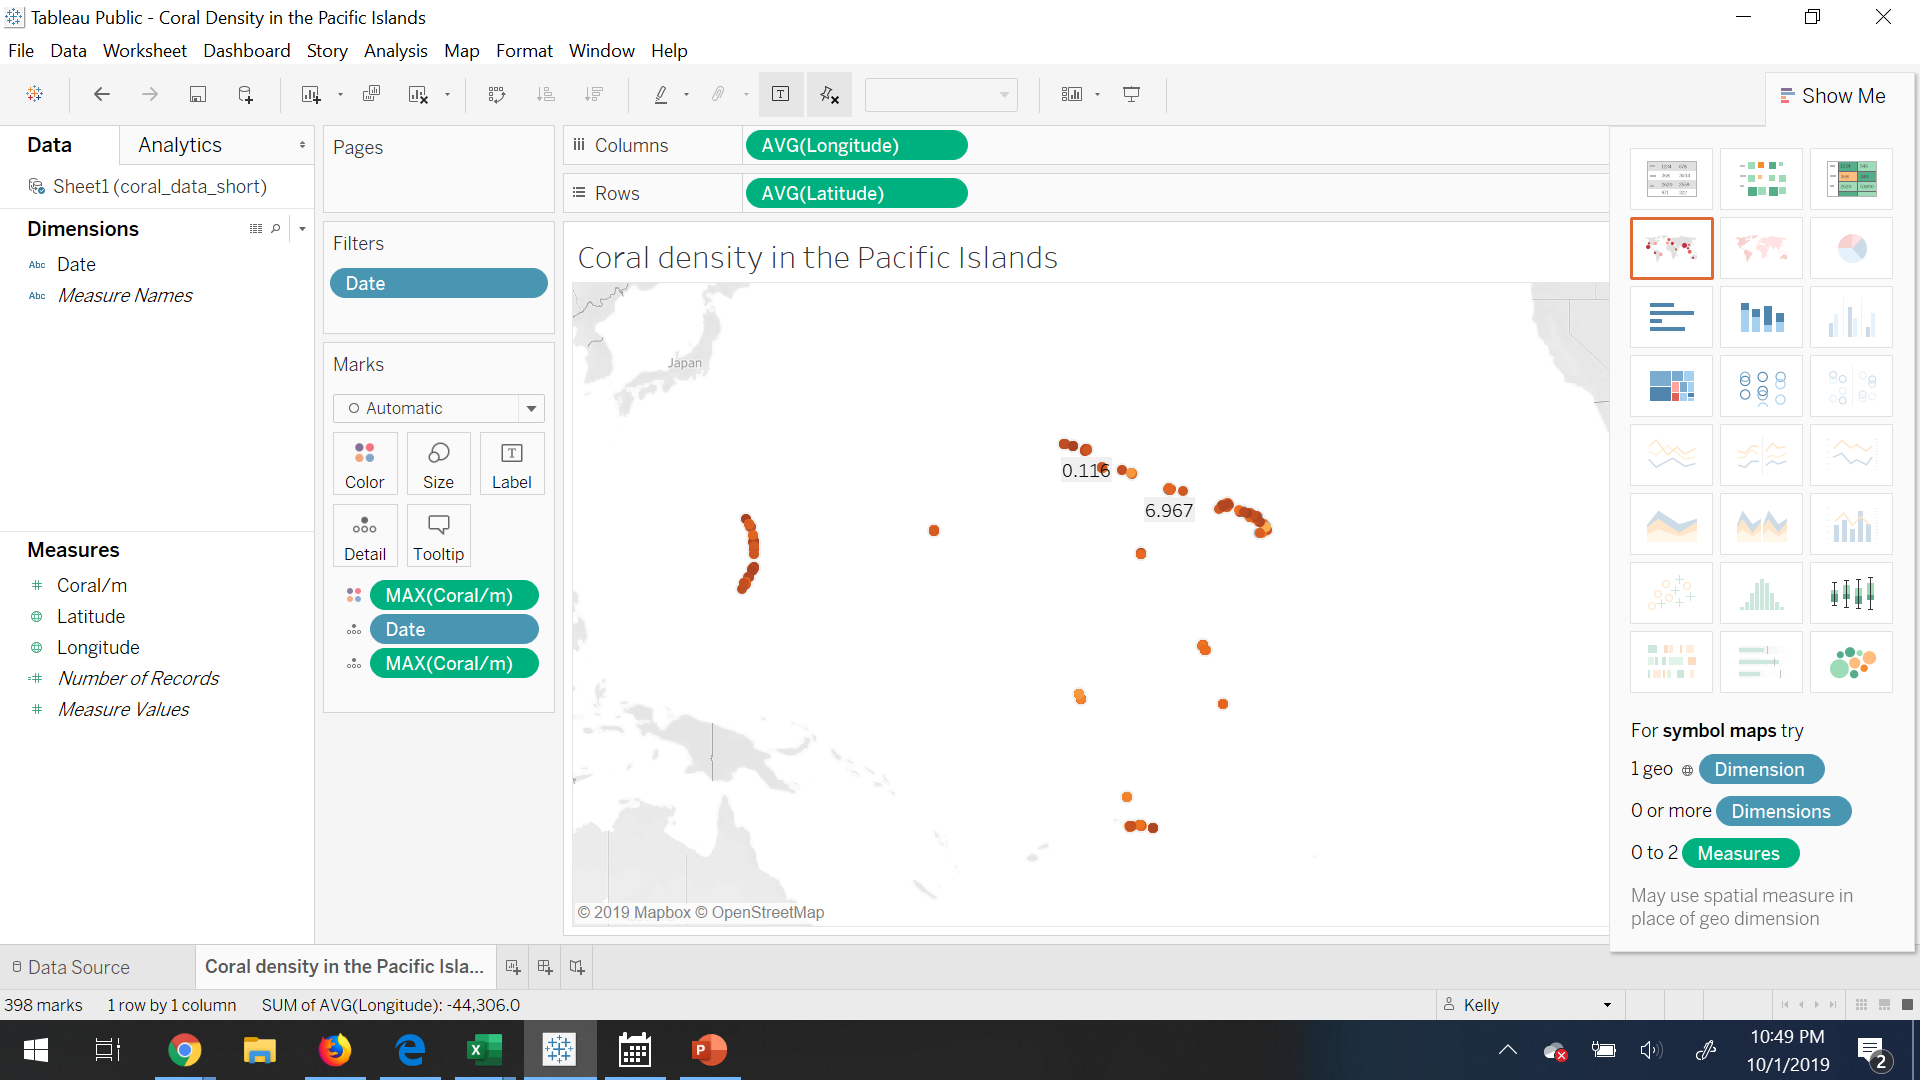 Tableau Public - Coral Density in the Pacific Islands
File Data Worksheet Dashboard Story Analysis Map Format Window Help
Show Me
Data Analytics
Sheet1 (coral_data_short)
Dimensions
Abc Date
Abc Measure Names
Measures
Coral/m
Latitude
Longitude
Number of Records
Measure Values
Pages
Filters
Date
Marks
Automatic
Color Size Label
Detail Tooltip
MAX(Coral/m)
Date
MAX(Coral/m)
Columns AVG(Longitude)
Rows AVG(Latitude)
Coral density in the Pacific Islands
Japan
0.116
6.967
© 2019 Mapbox © OpenStreetMap
For symbol maps try
1 geo Dimension
0 or more Dimensions
0 to 2 Measures
May use spatial measure in
place of geo dimension
Data Source Coral density in the Pacific Isla...
398 marks 1 row by 1 column SUM of AVG(Longitude): -44,306.0 Kelly
10:49 PM
10/1/2019
2